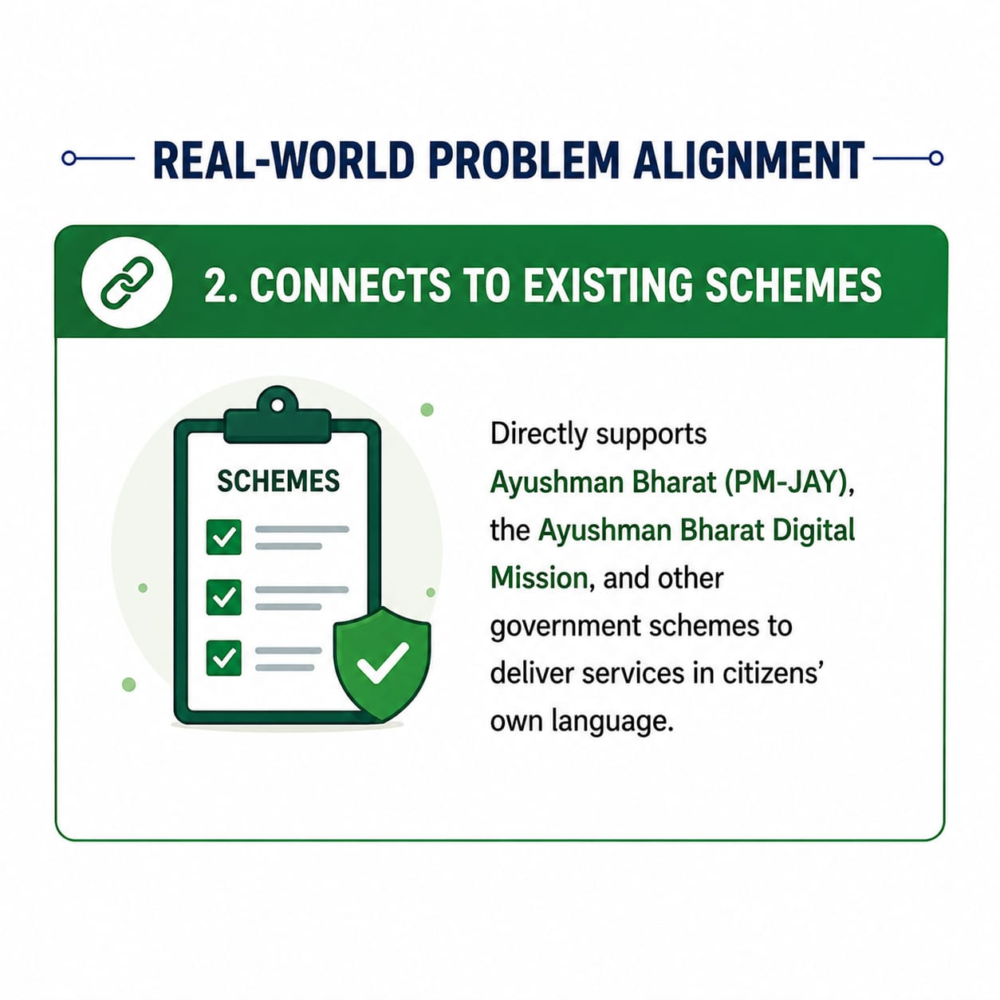 REAL-WORLD PROBLEM ALIGNMENT
2. CONNECTS TO EXISTING SCHEMES
SCHEMES
Directly supports
Ayushman Bharat (PM-JAY),
the Ayushman Bharat Digital
Mission, and other
government schemes to
deliver services in citizens’
own language.